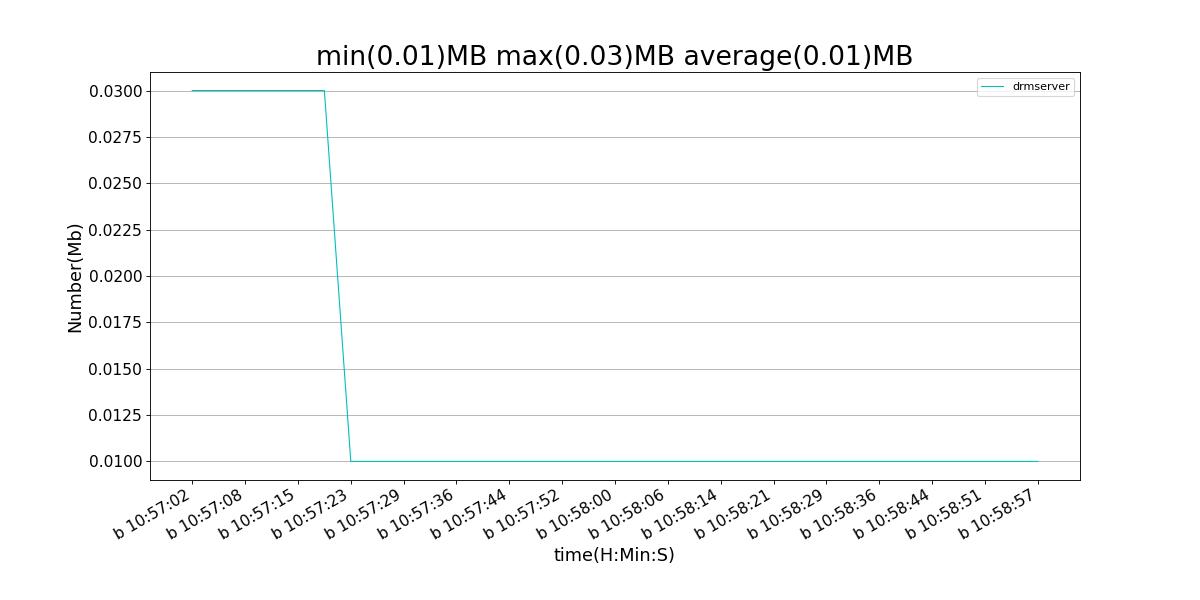 min(0.01)MB max(0.03)MB average(0.01)MB
drmserver
0.0300
0.0275
0.0250
0.0225
0.0200
0.0175
0.0150
0.0125
0.0100
Number(Mb)
b 10:57:02
b 10:57:08
b 10:57:15
b 10:57:23
b 10:57:29
b 10:57:36
b 10:57:44
b 10:57:52
b 10:58:00
b 10:58:06
b 10:58:14
b 10:58:21
b 10:58:29
b 10:58:36
b 10:58:44
b 10:58:51
b 10:58:57
time(H:Min:S)